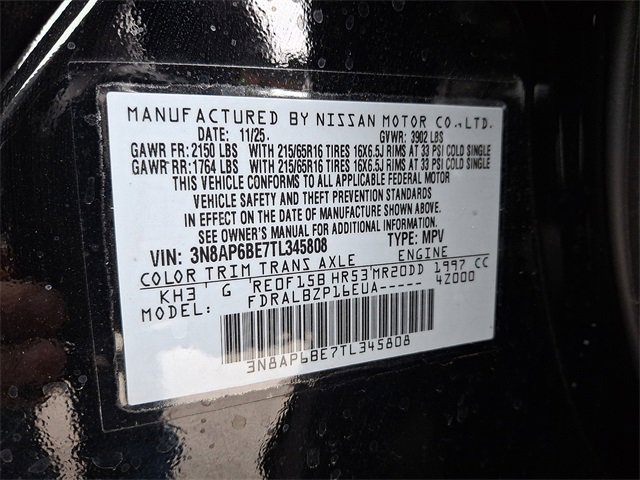 MANUFACTURED BY NISSAN MOTOR CO.,LTD.
DATE: 11/25. GVWR: 3902 LBS
GAWR FR: 2150 LBS WITH 215/65R16 TIRES 16X6.5J RIMS AT 33 PSI COLD SINGLE
GAWR RR: 1764 LBS WITH 215/65R16 TIRES 16X6.5J RIMS AT 33 PSI COLD SINGLE
THIS VEHICLE CONFORMS TO ALL APPLICABLE FEDERAL MOTOR
VEHICLE SAFETY AND THEFT PREVENTION STANDARDS
IN EFFECT ON THE DATE OF MANUFACTURE SHOWN ABOVE.
SEE OWNER'S MANUAL FOR ADDITIONAL INFORMATION.
VIN: 3N8AP6BE7TL345808 TYPE: MPV
COLOR TRIM TRANS AXLE ENGINE
KH3' G 'RE0F15B HR53'MR20DD 1997 CC
MODEL: FDRALBZP16EUA----- 4Z000
3N8AP6BE7TL345808